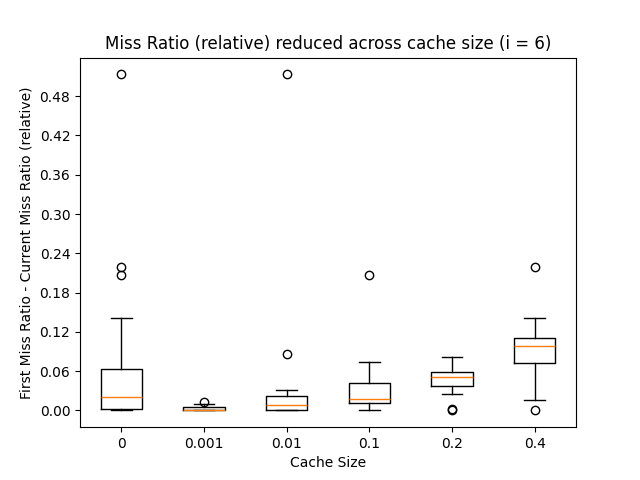 Miss Ratio (relative) reduced across cache size (i = 6)
First Miss Ratio - Current Miss Ratio (relative)
0.48
0.42
0.36
0.30
0.24
0.18
0.12
0.06
0.00
0 0.001 0.01 0.1 0.2 0.4
Cache Size